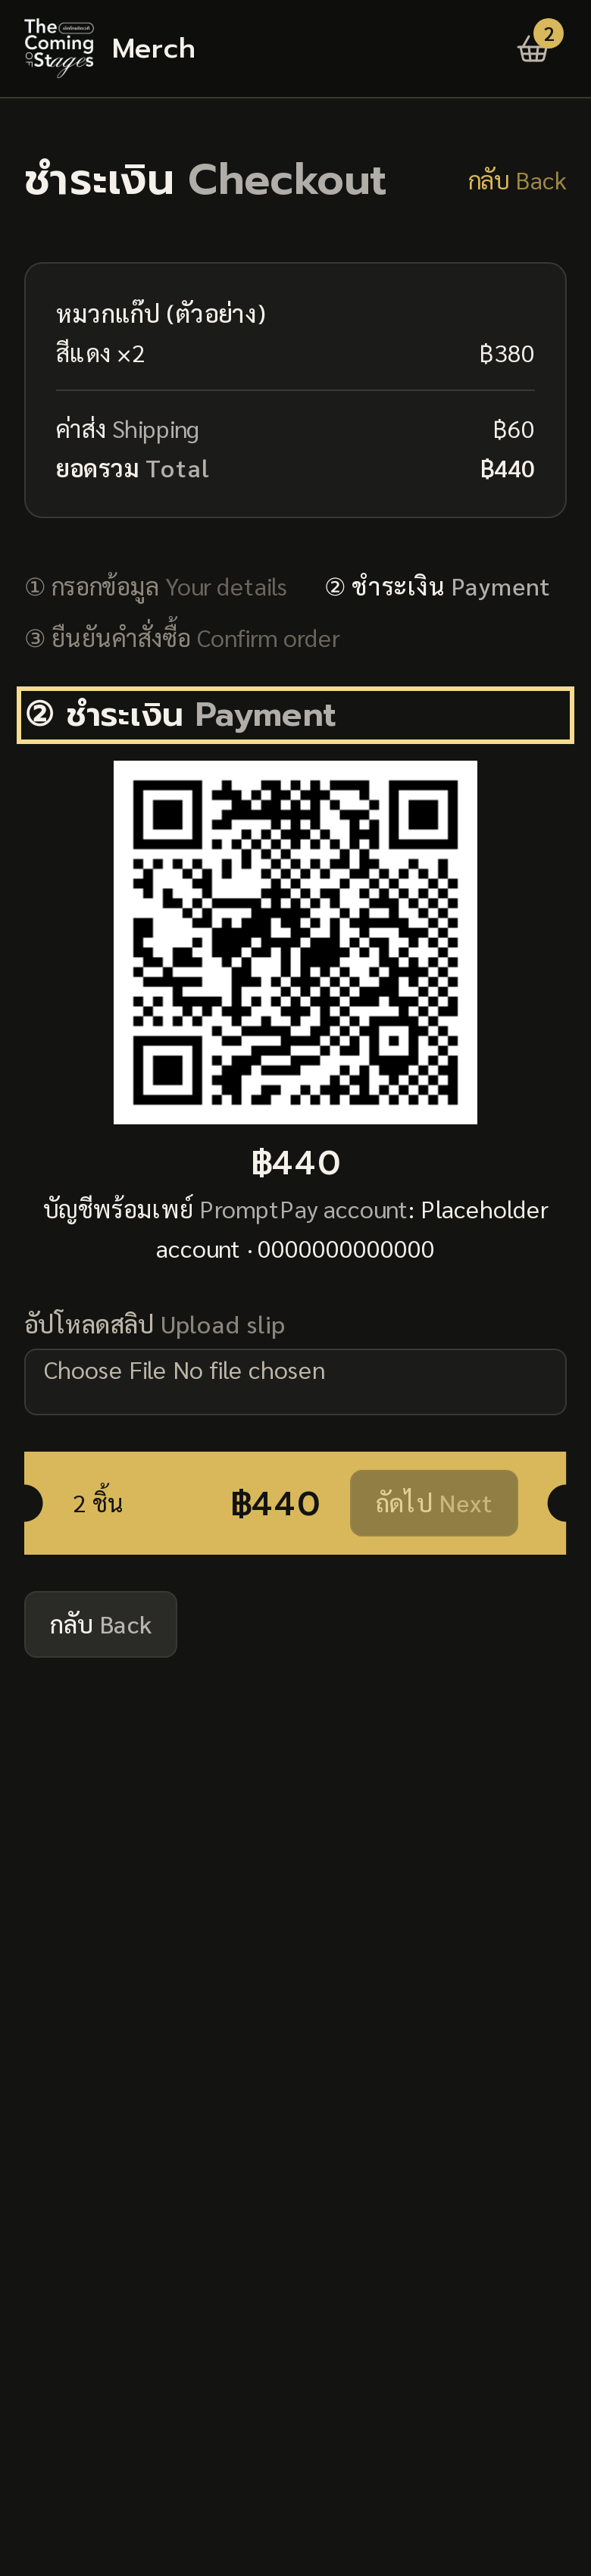 The
Coming
OF Stages
Merch
2
ชำระเงิน Checkout
กลับ Back
หมวกแก๊ป (ตัวอย่าง)
สีแดง ×2 ฿380
ค่าส่ง Shipping ฿60
ยอดรวม Total ฿440
① กรอกข้อมูล Your details ② ชำระเงิน Payment
③ ยืนยันคำสั่งซื้อ Confirm order
② ชำระเงิน Payment
฿440
บัญชีพร้อมเพย์ PromptPay account: Placeholder
account · 0000000000000
อัปโหลดสลิป Upload slip
Choose File No file chosen
2 ชิ้น ฿440 ถัดไป Next
กลับ Back